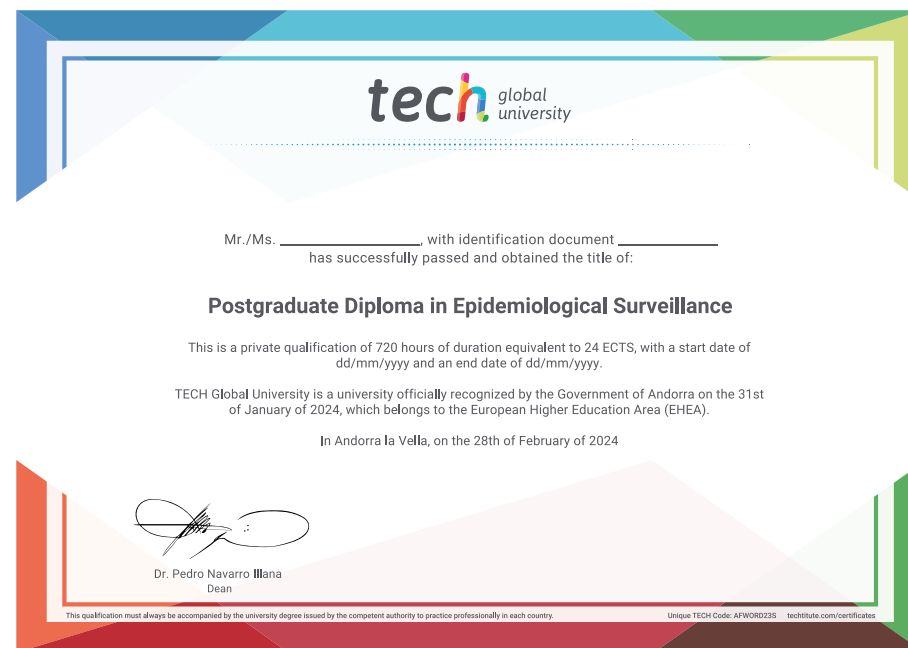 tech global university
Mr./Ms. ______________, with identification document __________
has successfully passed and obtained the title of:
Postgraduate Diploma in Epidemiological Surveillance
This is a private qualification of 720 hours of duration equivalent to 24 ECTS, with a start date of
dd/mm/yyyy and an end date of dd/mm/yyyy.
TECH Global University is a university officially recognized by the Government of Andorra on the 31st
of January of 2024, which belongs to the European Higher Education Area (EHEA).
In Andorra la Vella, on the 28th of February of 2024
Dr. Pedro Navarro Illana
Dean
This qualification must always be accompanied by the university degree issued by the competent authority to practice professionally in each country.
Unique TECH Code: AFWORD23S techtitute.com/certificates